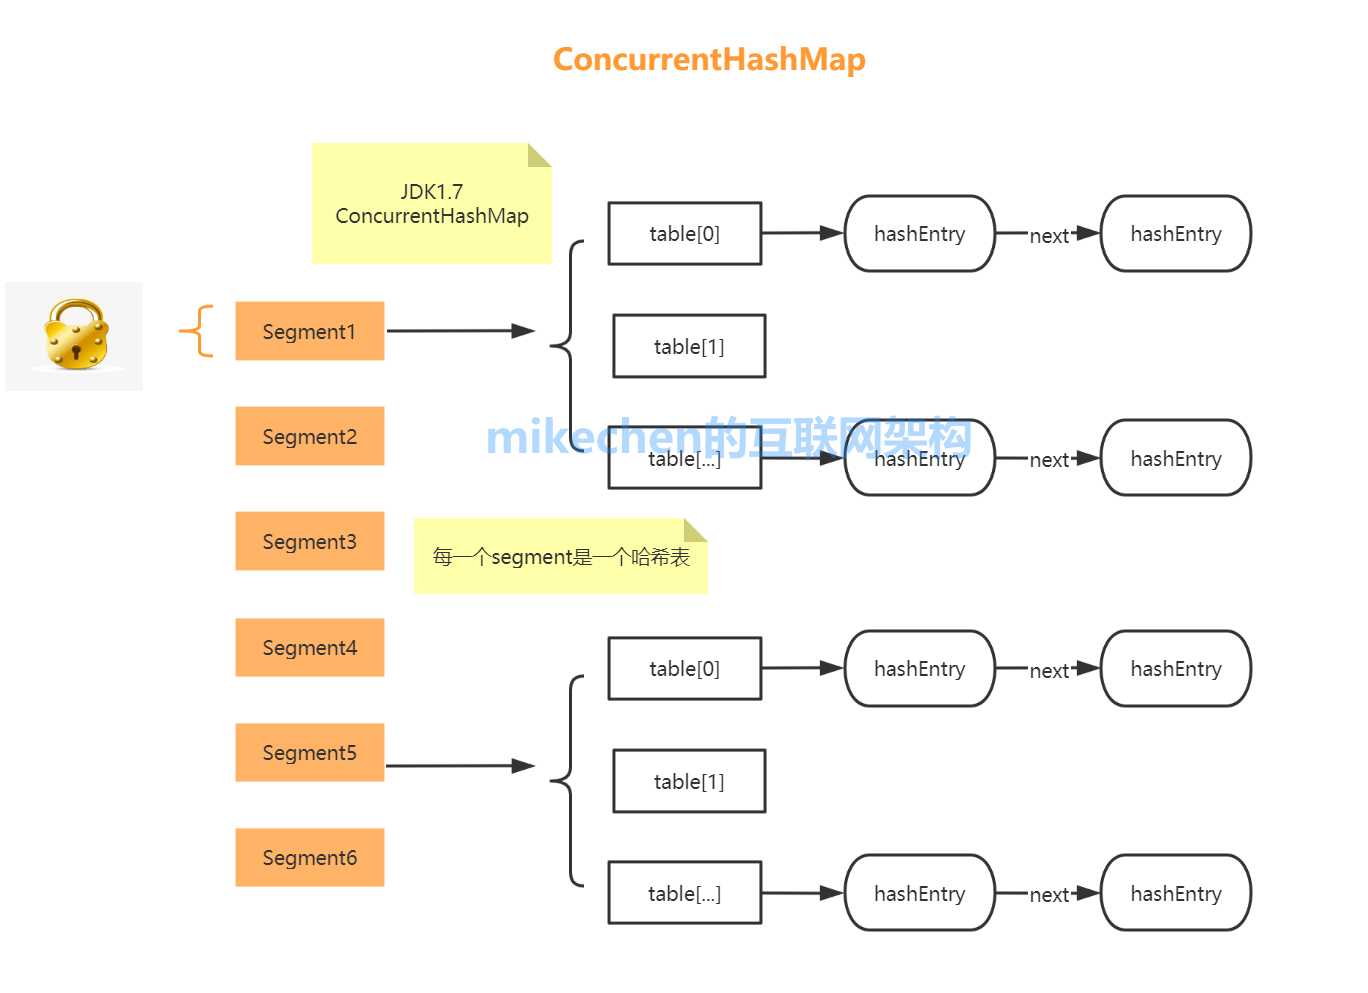 ConcurrentHashMap
JDK1.7
ConcurrentHashMap
table[0]
hashEntry
next
hashEntry
Segment1
table[1]
Segment2
mikechen的互联网架构
table[...]
hashEntry
next
hashEntry
Segment3
每一个segment是一个哈希表
Segment4
table[0]
hashEntry
next
hashEntry
Segment5
table[1]
Segment6
table[...]
hashEntry
next
hashEntry